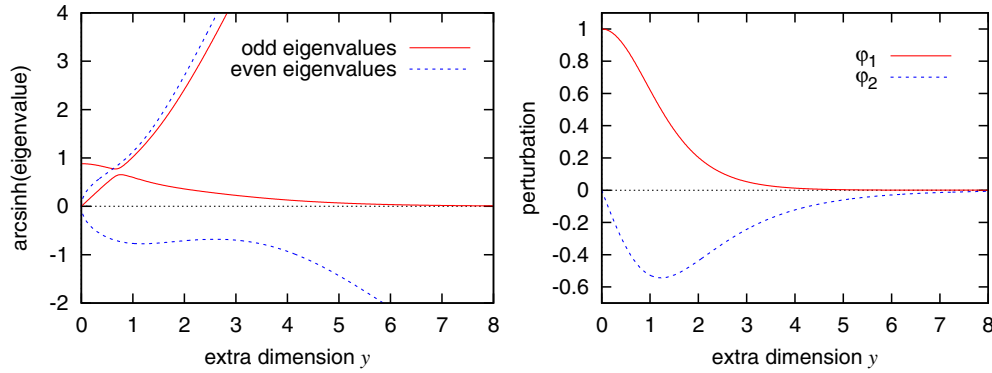 4
3
2
1
0
-1
-2
0 1 2 3 4 5 6 7 8
arcsinh(eigenvalue)
extra dimension y
odd eigenvalues
even eigenvalues
1
0.8
0.6
0.4
0.2
0
-0.2
-0.4
-0.6
0 1 2 3 4 5 6 7 8
perturbation
extra dimension y
φ₁
φ₂